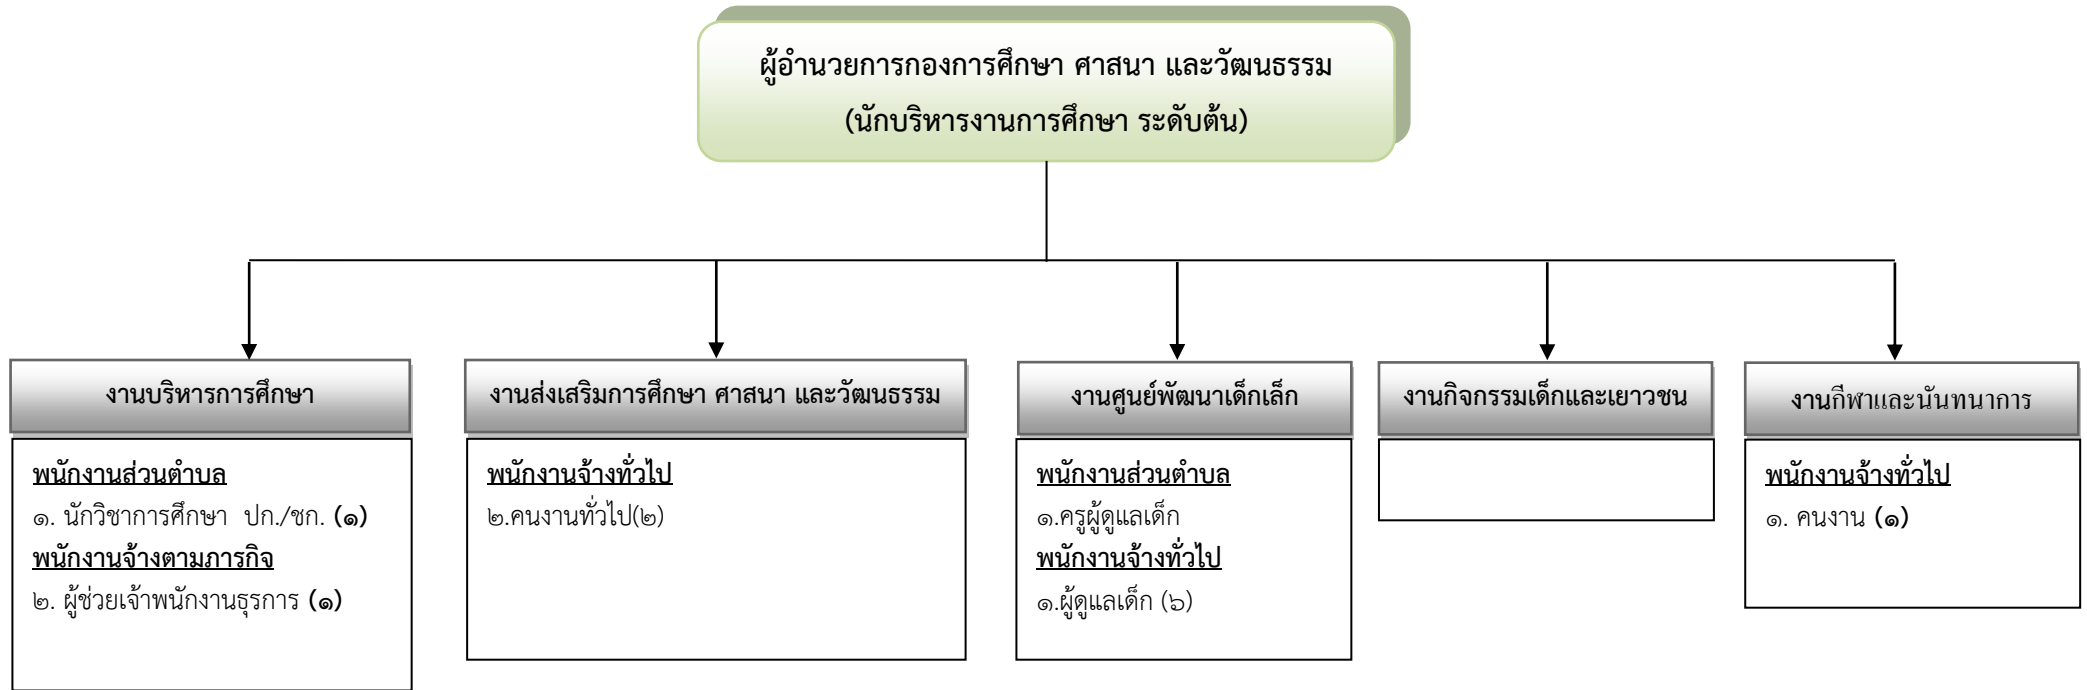 ผู้อำนวยการกองการศึกษา ศาสนา และวัฒนธรรม
(นักบริหารงานการศึกษา ระดับต้น)
งานบริหารการศึกษา
พนักงานส่วนตำบล
๑. นักวิชาการศึกษา ปก./ชก. (๑)
พนักงานจ้างตามภารกิจ
๒. ผู้ช่วยเจ้าพนักงานธุรการ (๑)
งานส่งเสริมการศึกษา ศาสนา และวัฒนธรรม
พนักงานจ้างทั่วไป
๒.คนงานทั่วไป(๒)
งานศูนย์พัฒนาเด็กเล็ก
พนักงานส่วนตำบล
๑.ครูผู้ดูแลเด็ก
พนักงานจ้างทั่วไป
๑.ผู้ดูแลเด็ก (๖)
งานกิจกรรมเด็กและเยาวชน
งานกีฬาและนันทนาการ
พนักงานจ้างทั่วไป
๑. คนงาน (๑)